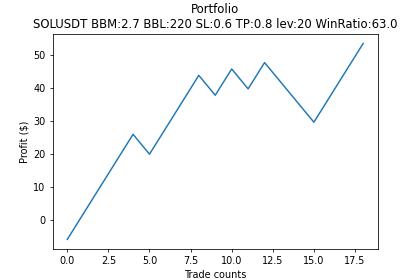 Portfolio
SOLUSDT BBM:2.7 BBL:220 SL:0.6 TP:0.8 lev:20 WinRatio:63.0
50
40
30
20
10
0
Profit ($)
0.0 2.5 5.0 7.5 10.0 12.5 15.0 17.5
Trade counts